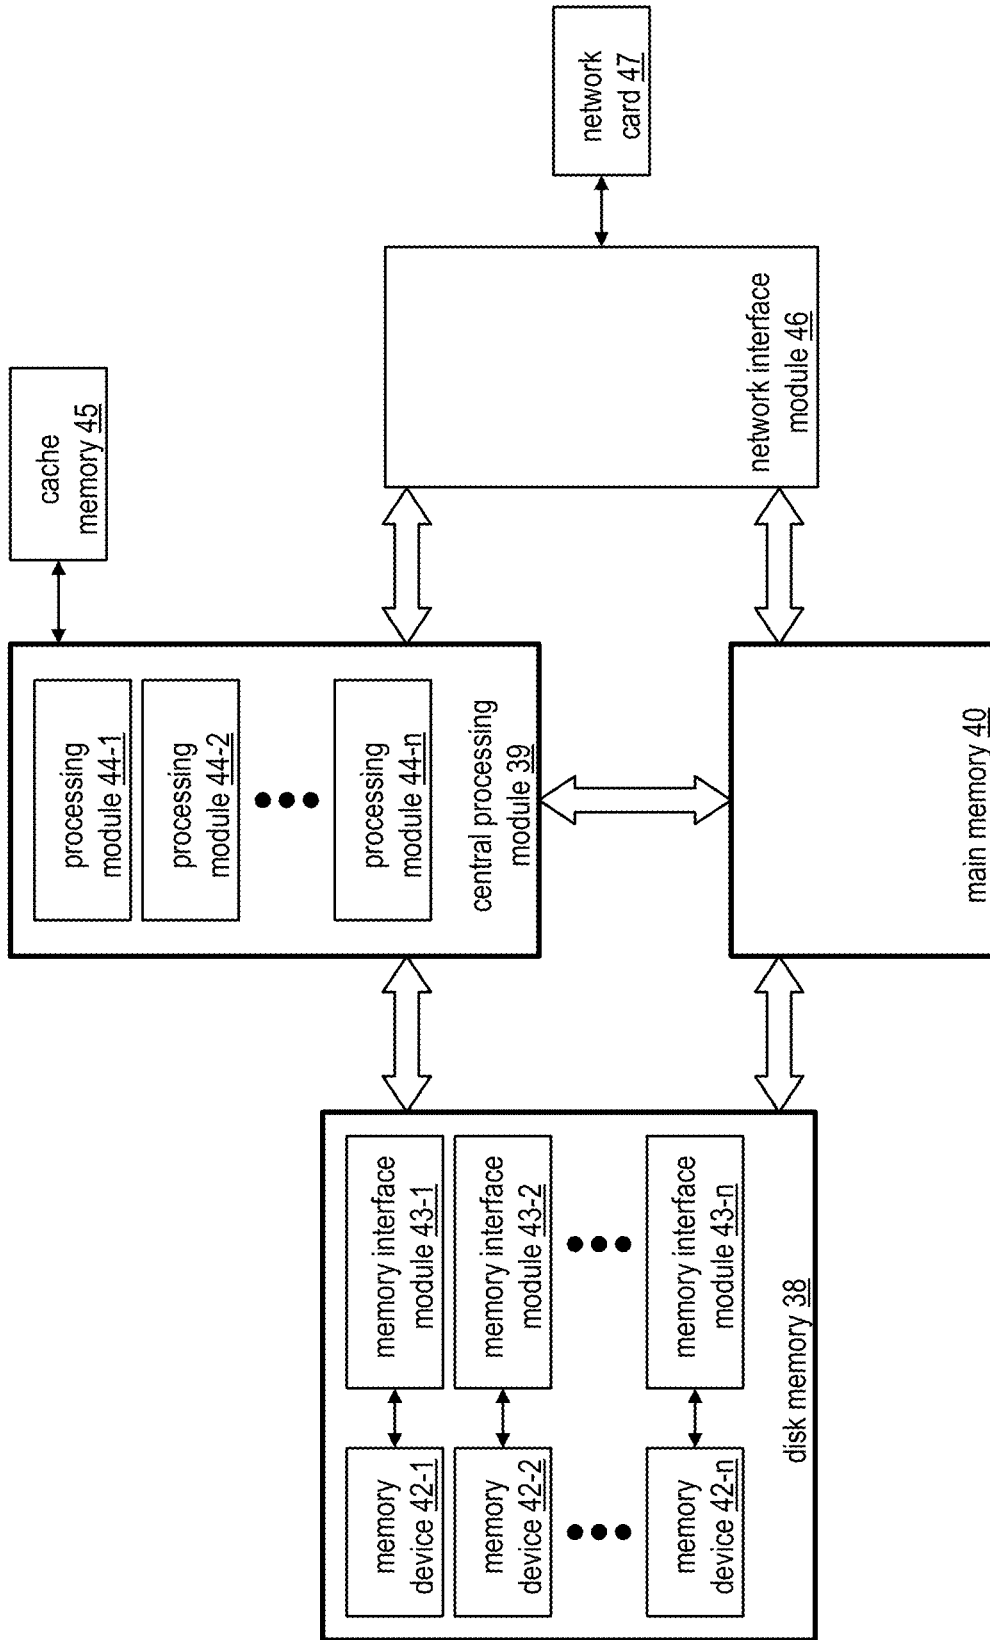 memory
device 42-1
memory
device 42-2
memory
device 42-n
memory interface
module 43-1
memory interface
module 43-2
memory interface
module 43-n
disk memory 38
processing
module 44-1
processing
module 44-2
processing
module 44-n
central processing
module 39
main memory 40
cache
memory 45
network interface
module 46
network
card 47